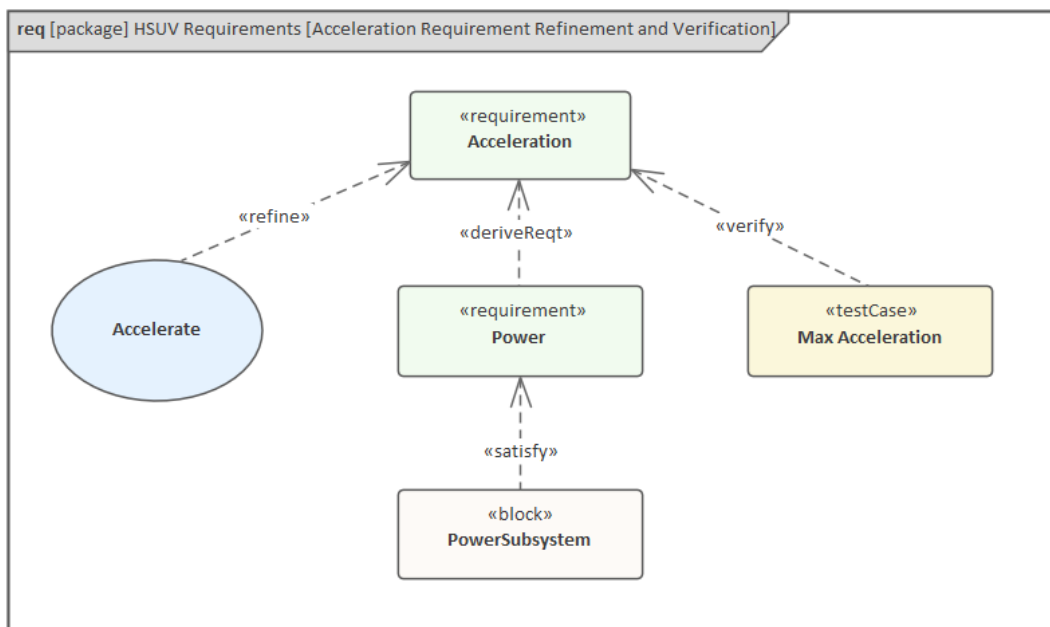 req [package] HSUV Requirements [Acceleration Requirement Refinement and Verification]
«requirement»
Acceleration
«refine»
«deriveReqt»
«verify»
Accelerate
«requirement»
Power
«testCase»
Max Acceleration
«satisfy»
«block»
PowerSubsystem